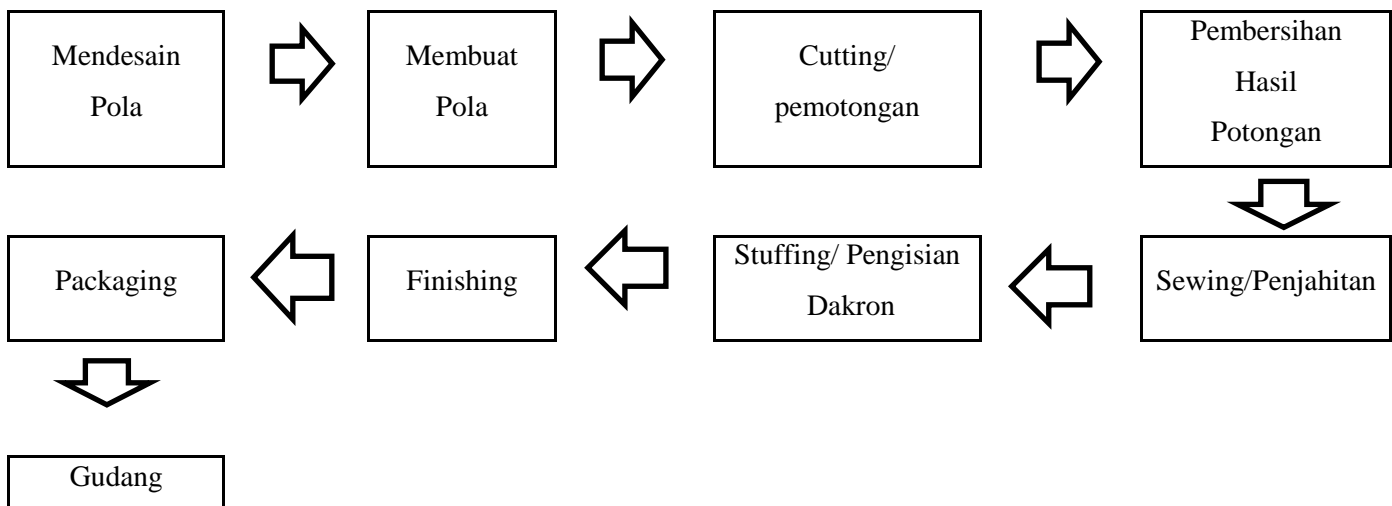 Mendesain
Pola
Membuat
Pola
Cutting/
pemotongan
Pembersihan
Hasil
Potongan
Sewing/Penjahitan
Stuffing/ Pengisian
Dakron
Finishing
Packaging
Gudang